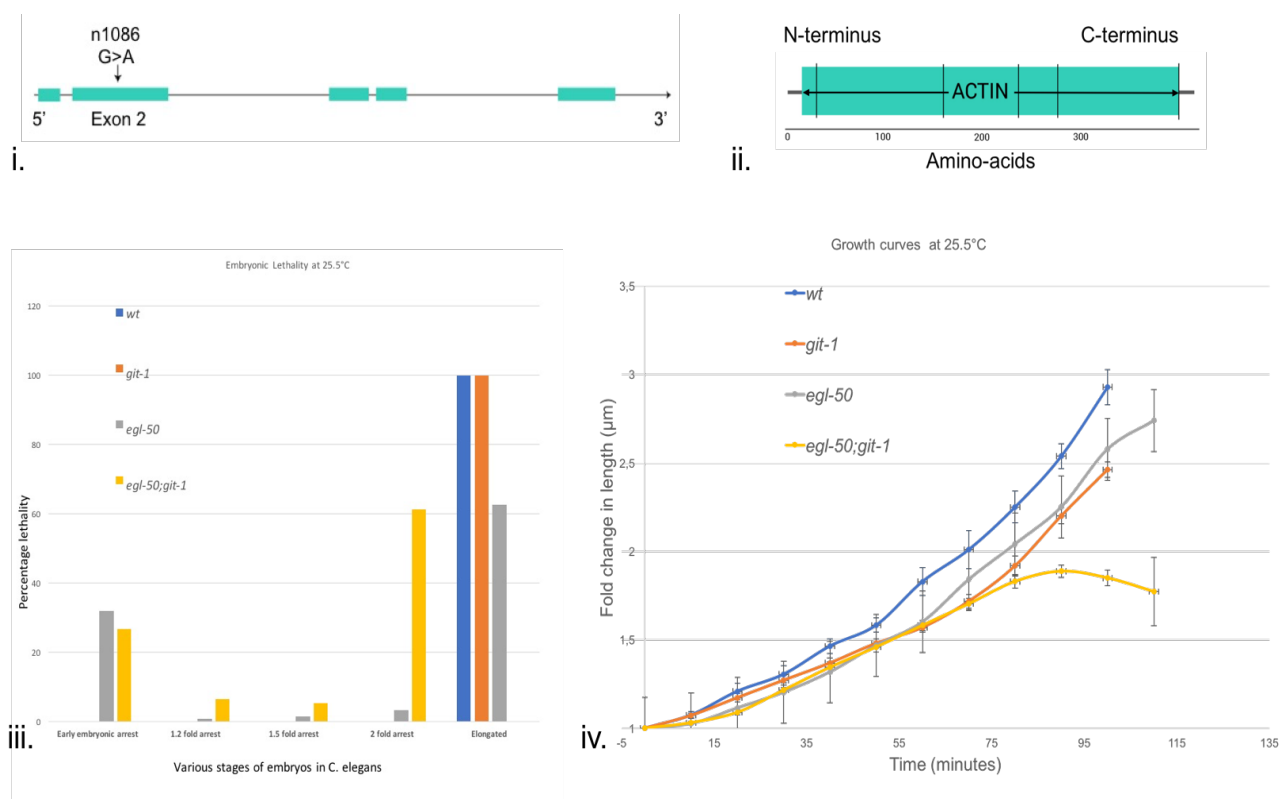 n1086
G>A
5'
Exon 2
3'
i.
N-terminus
C-terminus
ACTIN
0
100
200
300
Amino-acids
ii.
Embryonic Lethality at 25.5°C
120
100
80
60
40
20
0
Percentage lethality
wt
git-1
egl-50
egl-50;git-1
Early embryonic arrest
1.2 fold arrest
1.5 fold arrest
2 fold arrest
Elongated
Various stages of embryos in C. elegans
iii.
Growth curves at 25.5°C
3,5
3
2,5
2
1,5
1
Fold change in length (µm)
wt
git-1
egl-50
egl-50;git-1
-5
15
35
55
75
95
115
135
Time (minutes)
iv.